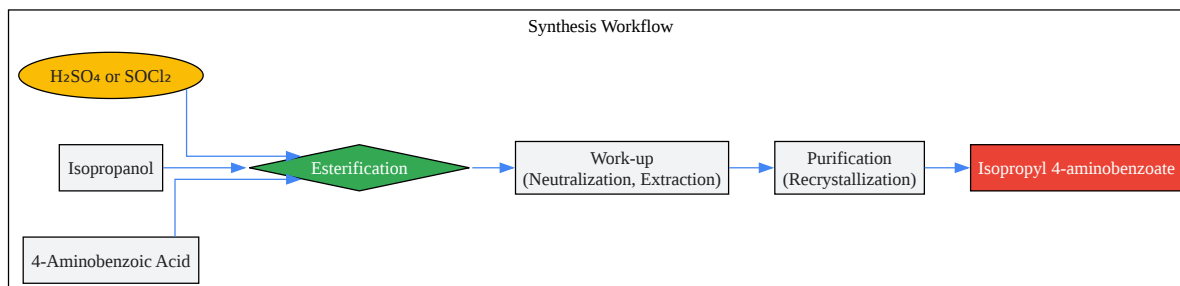 Synthesis Workflow
H₂SO₄ or SOCl₂
Isopropanol
4-Aminobenzoic Acid
Esterification
Work-up
(Neutralization, Extraction)
Purification
(Recrystallization)
Isopropyl 4-aminobenzoate